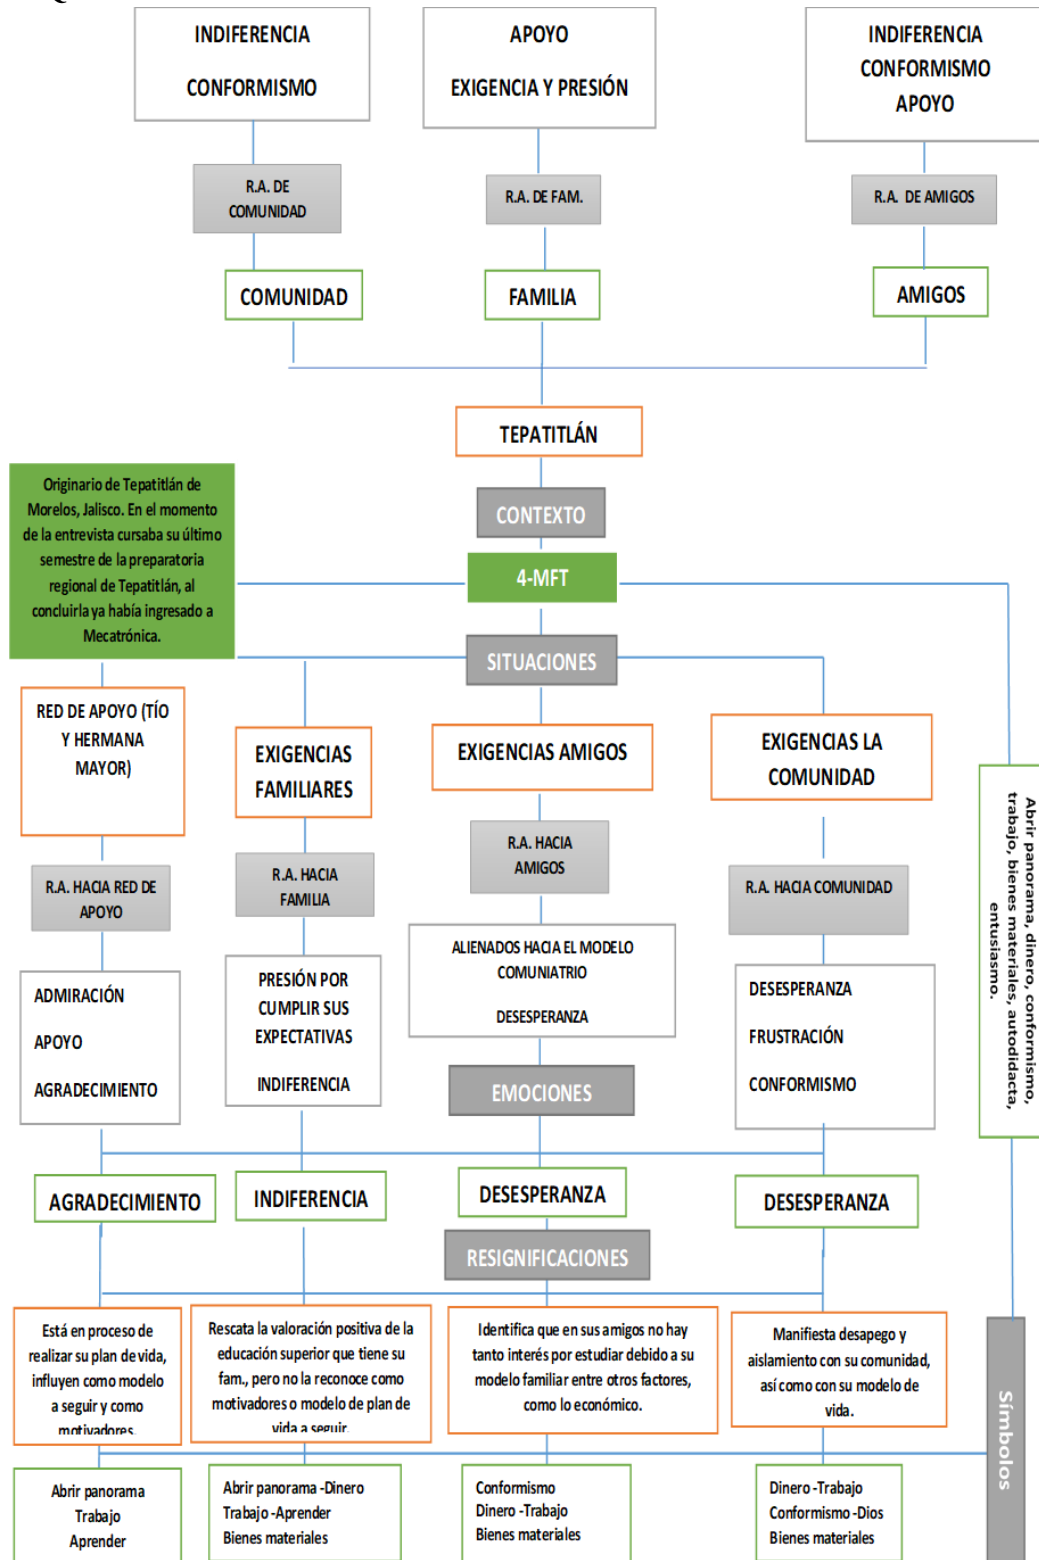 INDIFERENCIA
CONFORMISMO
APOYO
EXIGENCIA Y PRESIÓN
INDIFERENCIA
CONFORMISMO
APOYO
R.A. DE
COMUNIDAD
R.A. DE FAM.
R.A. DE AMIGOS
COMUNIDAD
FAMILIA
AMIGOS
TEPATITLÁN
CONTEXTO
4-MFT
Originario de Tepatitlán de
Morelos, Jalisco. En el momento
de la entrevista cursaba su último
semestre de la preparatoria
regional de Tepatitlán, al
concluirla ya había ingresado a
Mecatrónica.
SITUACIONES
RED DE APOYO (TÍO
Y HERMANA
MAYOR)
EXIGENCIAS
FAMILIARES
EXIGENCIAS AMIGOS
EXIGENCIAS LA
COMUNIDAD
Abrir panorama, dinero, conformismo,
trabajo, bienes materiales, autodidacta,
entusiasmo.
R.A. HACIA RED DE
APOYO
R.A. HACIA
FAMILIA
R.A. HACIA
AMIGOS
R.A. HACIA COMUNIDAD
ADMIRACIÓN
APOYO
AGRADECIMIENTO
PRESIÓN POR
CUMPLIR SUS
EXPECTATIVAS
INDIFERENCIA
ALIENADOS HACIA EL MODELO
COMUNIATRIO
DESESPERANZA
DESESPERANZA
FRUSTRACIÓN
CONFORMISMO
EMOCIONES
AGRADECIMIENTO
INDIFERENCIA
DESESPERANZA
DESESPERANZA
RESIGNIFICACIONES
Está en proceso de
realizar su plan de vida,
influyen como modelo
a seguir y como
motivadores.
Rescata la valoración positiva de la
educación superior que tiene su
fam., pero no la reconoce como
motivadores o modelo de plan de
vida a seguir.
Identifica que en sus amigos no hay
tanto interés por estudiar debido a su
modelo familiar entre otros factores,
como lo económico.
Manifiesta desapego y
aislamiento con su comunidad,
así como con su modelo de
vida.
Símbolos
Abrir panorama
Trabajo
Aprender
Abrir panorama -Dinero
Trabajo -Aprender
Bienes materiales
Conformismo
Dinero -Trabajo
Bienes materiales
Dinero -Trabajo
Conformismo -Dios
Bienes materiales